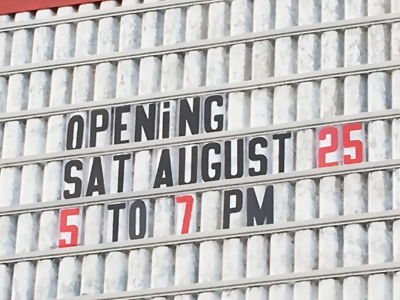 OPENiNG
SAT AUGUST 25
5 TO 7 PM